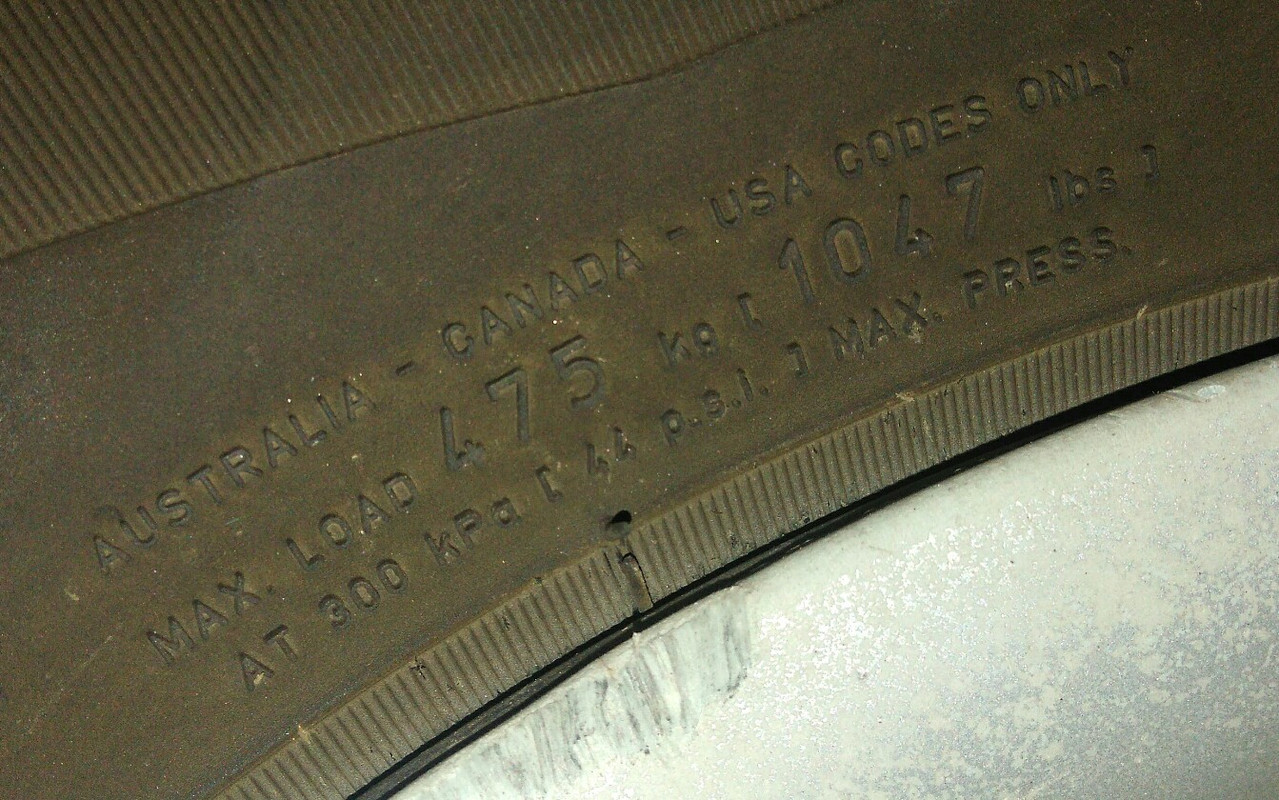 AUSTRALIA - CANADA - USA CODES ONLY
MAX. LOAD 475 kg [ 1047 lbs ]
AT 300 kPa [ 44 p.s.i. ] MAX. PRESS.